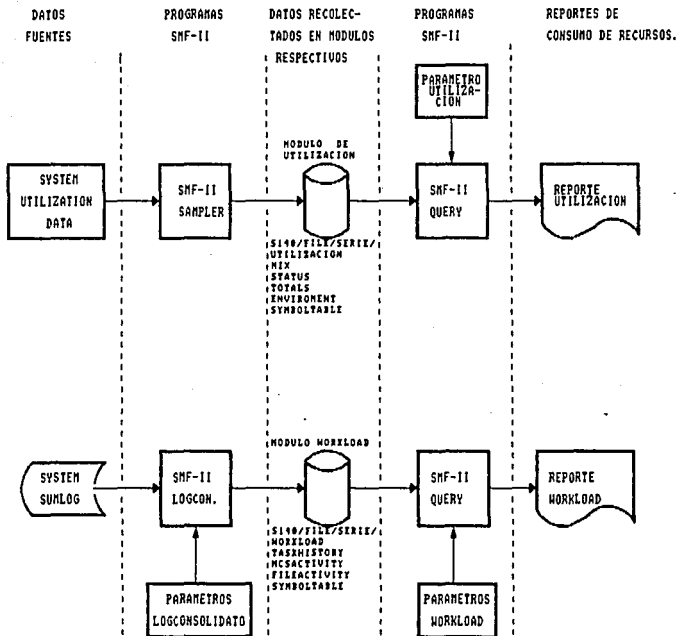 DATOS
FUENTES
PROGRAMAS
SMF-II
DATOS RECOLEC-
TADOS EN MODULOS
RESPECTIVOS
PROGRAMAS
SMF-II
REPORTES DE
CONSUMO DE RECURSOS.
PARAMETRO
UTILIZA-
CION
SYSTEM
UTILIZATION
DATA
SMF-II
SAMPLER
MODULO DE
UTILIZACION
S140/FILE/SERIE/
UTILIZACION
MIX
STATUS
TOTALS
ENVIROMENT
SYMBOLTABLE
SMF-II
QUERY
REPORTE
UTILIZACION
SYSTEM
SUMLOG
SMF-II
LOGCON.
PARAMETROS
LOGCONSOLIDATO
MODULO WORKLOAD
S140/FILE/SERIE/
WORKLOAD
TASKHISTORY
MCSACTIVITY
FILEACTIVITY
SYMBOLTABLE
SMF-II
QUERY
PARAMETROS
WORKLOAD
REPORTE
WORKLOAD